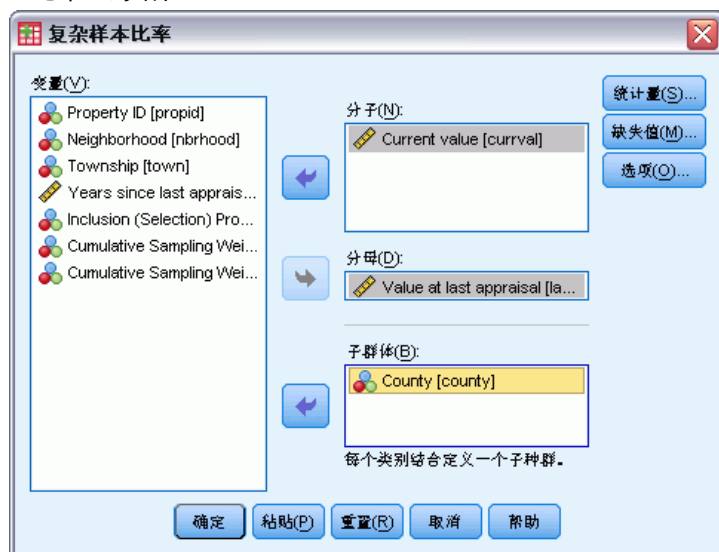 复杂样本比率
变量(V):
Property ID [propid]
Neighborhood [nbrhood]
Township [town]
Years since last apprais...
Inclusion (Selection) Pro...
Cumulative Sampling Wei...
Cumulative Sampling Wei...
分子(N):
Current value [currval]
分母(D):
Value at last appraisal [la...
子群体(B):
County [county]
每个类别结合定义一个子种群。
统计量(S)...
缺失值(M)...
选项(O)...
确定
粘贴(P)
重置(R)
取消
帮助